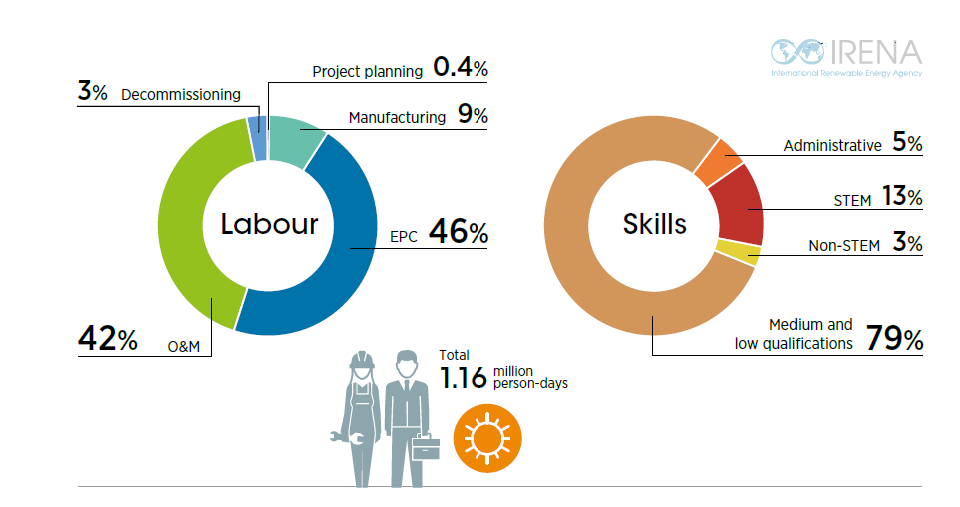 IRENA
International Renewable Energy Agency
Project planning 0.4%
3% Decommissioning
Manufacturing 9%
Labour
EPC 46%
42% O&M
Administrative 5%
Skills
STEM 13%
Non-STEM 3%
Medium and
low qualifications 79%
Total
1.16 million
person-days